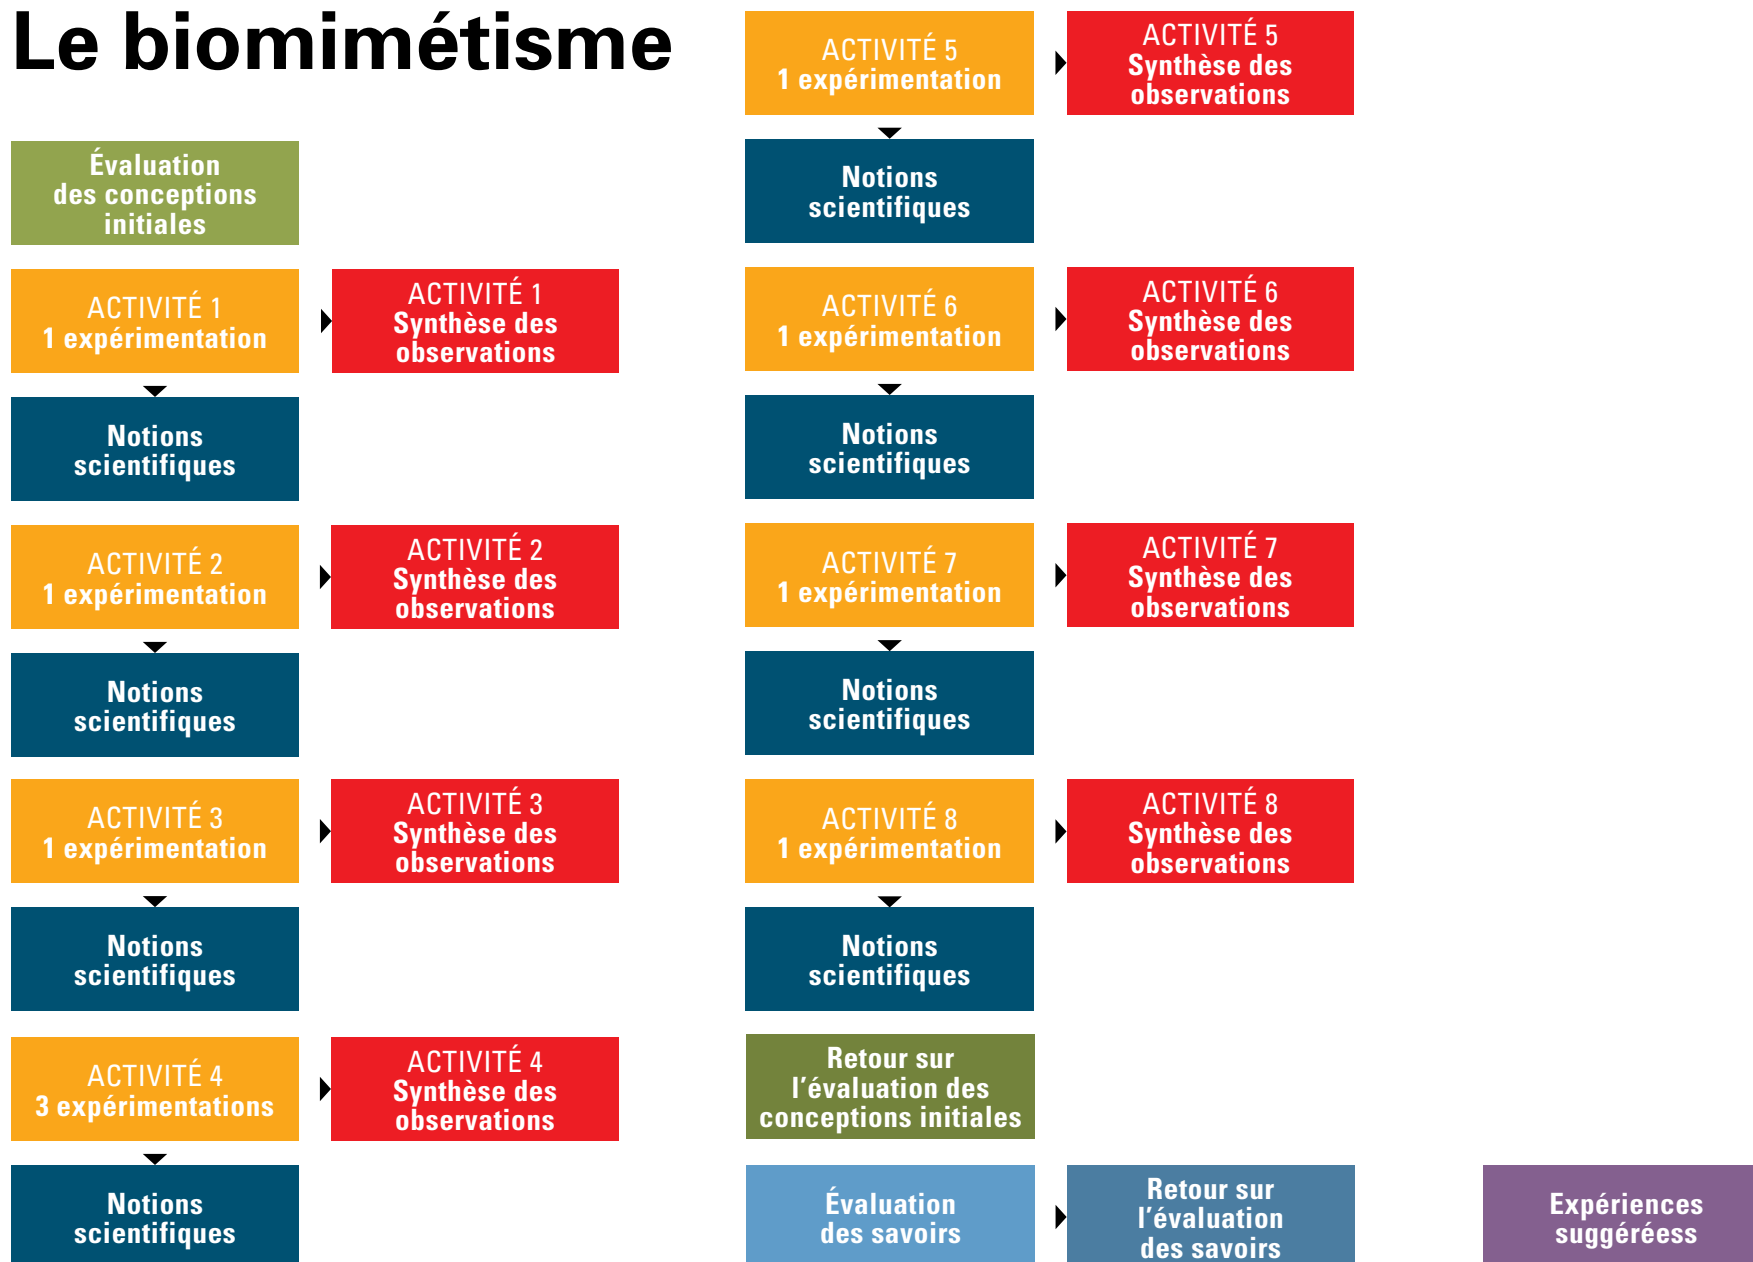 Le biomimétisme
Évaluation
des conceptions
initiales
ACTIVITÉ 1
1 expérimentation
ACTIVITÉ 1
Synthèse des
observations
Notions
scientifiques
ACTIVITÉ 2
1 expérimentation
ACTIVITÉ 2
Synthèse des
observations
Notions
scientifiques
ACTIVITÉ 3
1 expérimentation
ACTIVITÉ 3
Synthèse des
observations
Notions
scientifiques
ACTIVITÉ 4
3 expérimentations
ACTIVITÉ 4
Synthèse des
observations
Notions
scientifiques
ACTIVITÉ 5
1 expérimentation
ACTIVITÉ 5
Synthèse des
observations
Notions
scientifiques
ACTIVITÉ 6
1 expérimentation
ACTIVITÉ 6
Synthèse des
observations
Notions
scientifiques
ACTIVITÉ 7
1 expérimentation
ACTIVITÉ 7
Synthèse des
observations
Notions
scientifiques
ACTIVITÉ 8
1 expérimentation
ACTIVITÉ 8
Synthèse des
observations
Notions
scientifiques
Retour sur
l'évaluation des
conceptions initiales
Évaluation
des savoirs
Retour sur
l'évaluation
des savoirs
Expériences
suggéréess